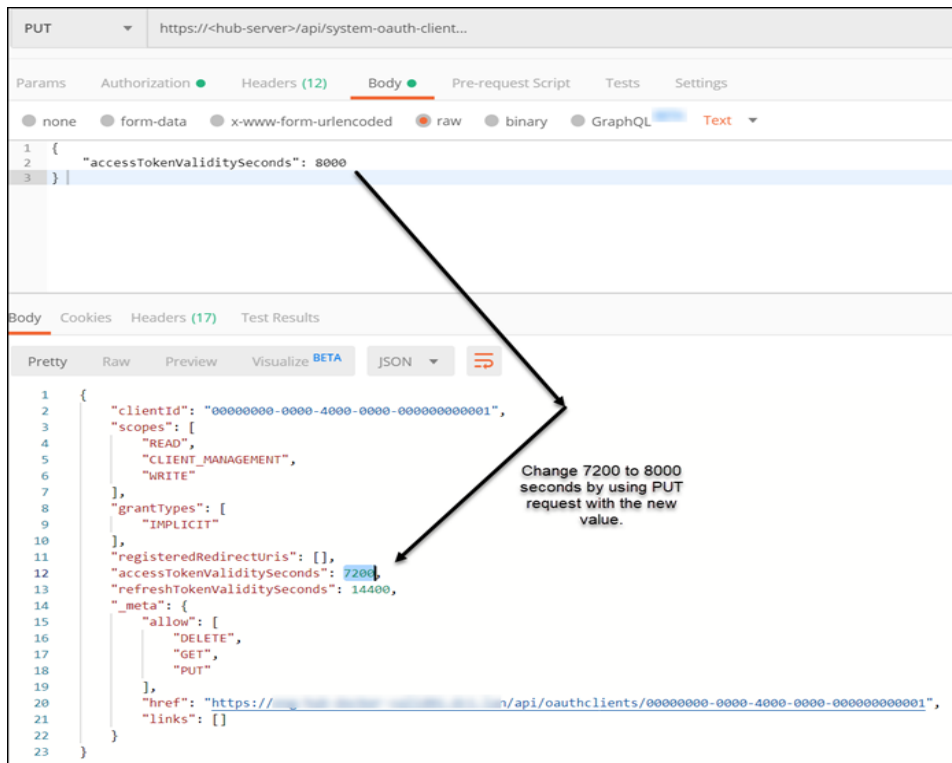 PUT https://<hub-server>/api/system-oauth-client...
Params Authorization Headers (12) Body Pre-request Script Tests Settings
none form-data x-www-form-urlencoded raw binary GraphQL Text
1 {
2 "accessTokenValiditySeconds": 8000
3 }
Body Cookies Headers (17) Test Results
Pretty Raw Preview Visualize BETA JSON
1 {
2 "clientId": "00000000-0000-4000-0000-000000000001",
3 "scopes": [
4 "READ",
5 "CLIENT_MANAGEMENT",
6 "WRITE"
7 ],
8 "grantTypes": [
9 "IMPLICIT"
10 ],
11 "registeredRedirectUris": [],
12 "accessTokenValiditySeconds": 7200,
13 "refreshTokenValiditySeconds": 14400,
14 "_meta": {
15 "allow": [
16 "DELETE",
17 "GET",
18 "PUT"
19 ],
20 "href": "https:// n/api/oauthclients/00000000-0000-4000-0000-000000000001",
21 "links": []
22 }
23 }
Change 7200 to 8000
seconds by using PUT
request with the new
value.